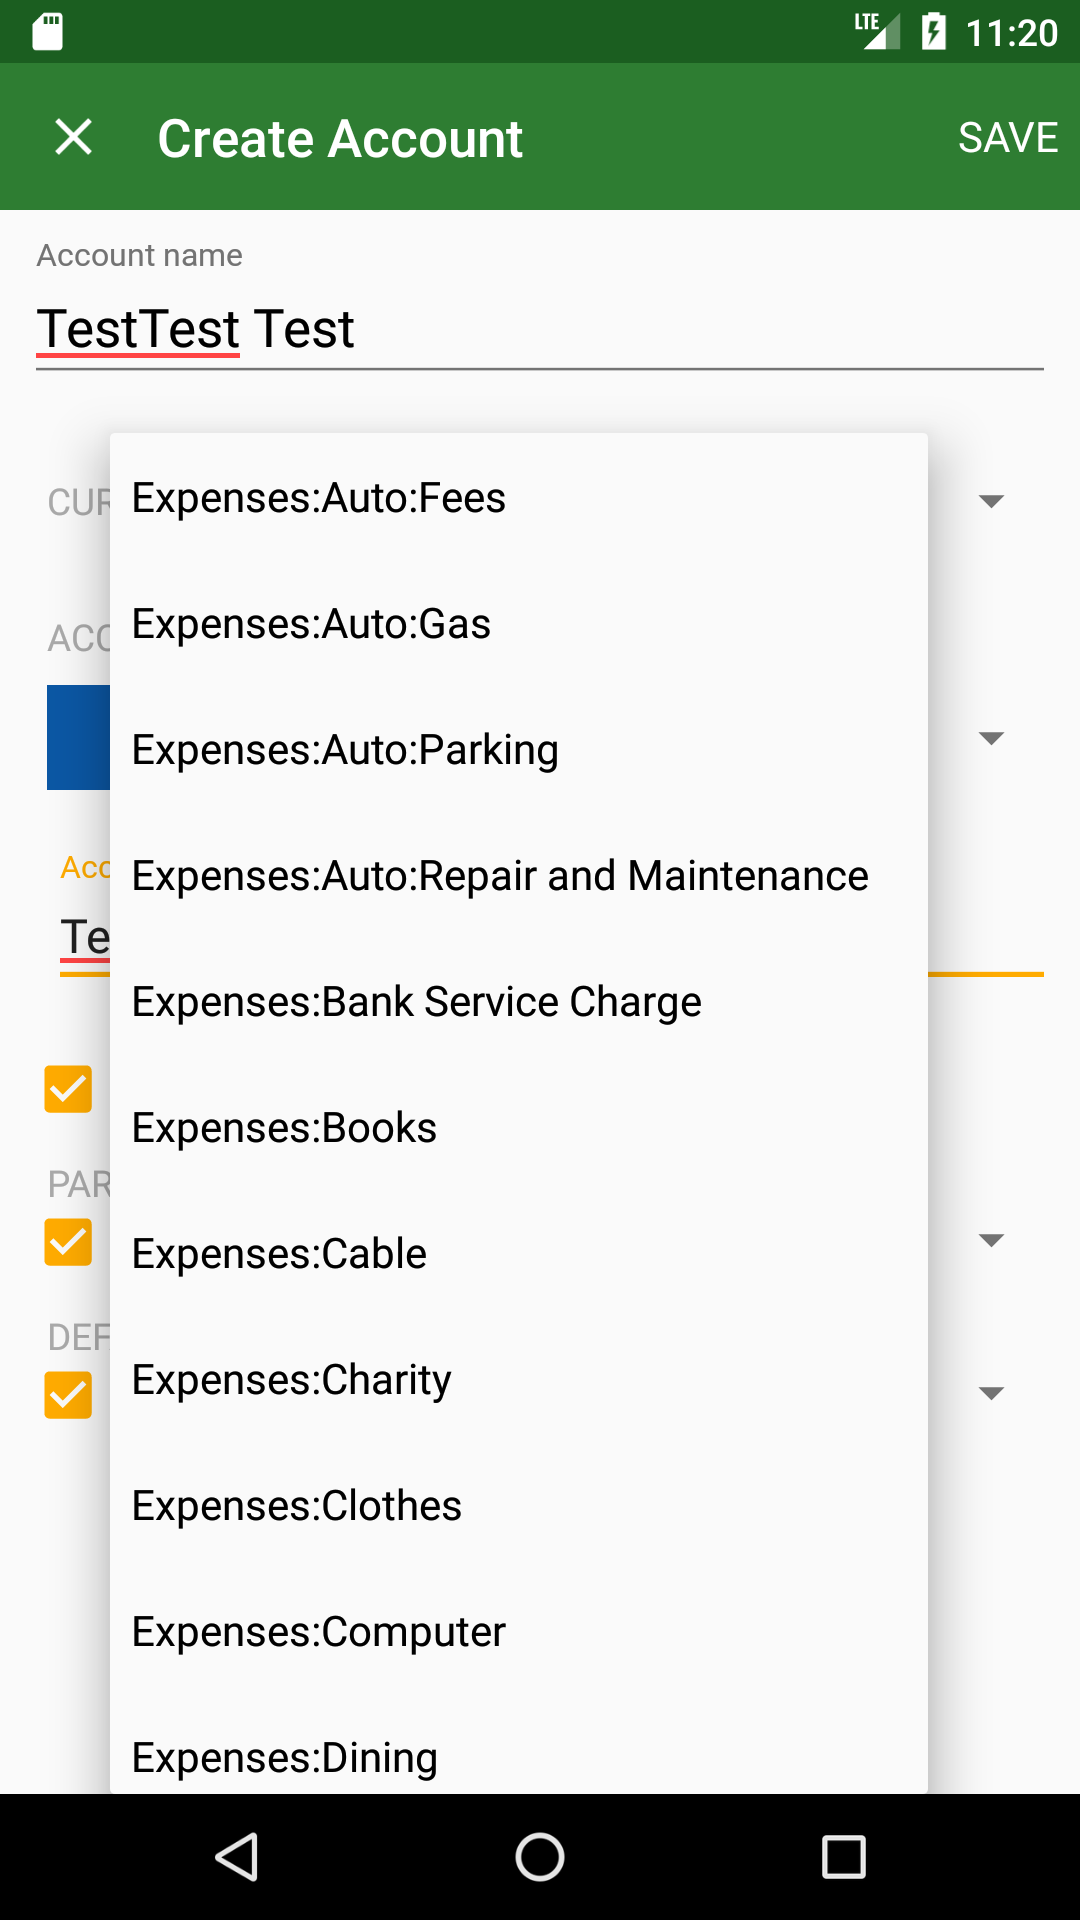 LTE 11:20
Create Account SAVE
Account name
TestTest Test
CUR
Expenses:Auto:Fees
Expenses:Auto:Gas
ACC
Expenses:Auto:Parking
Acc
Expenses:Auto:Repair and Maintenance
Te
Expenses:Bank Service Charge
Expenses:Books
PAR
Expenses:Cable
DEF
Expenses:Charity
Expenses:Clothes
Expenses:Computer
Expenses:Dining